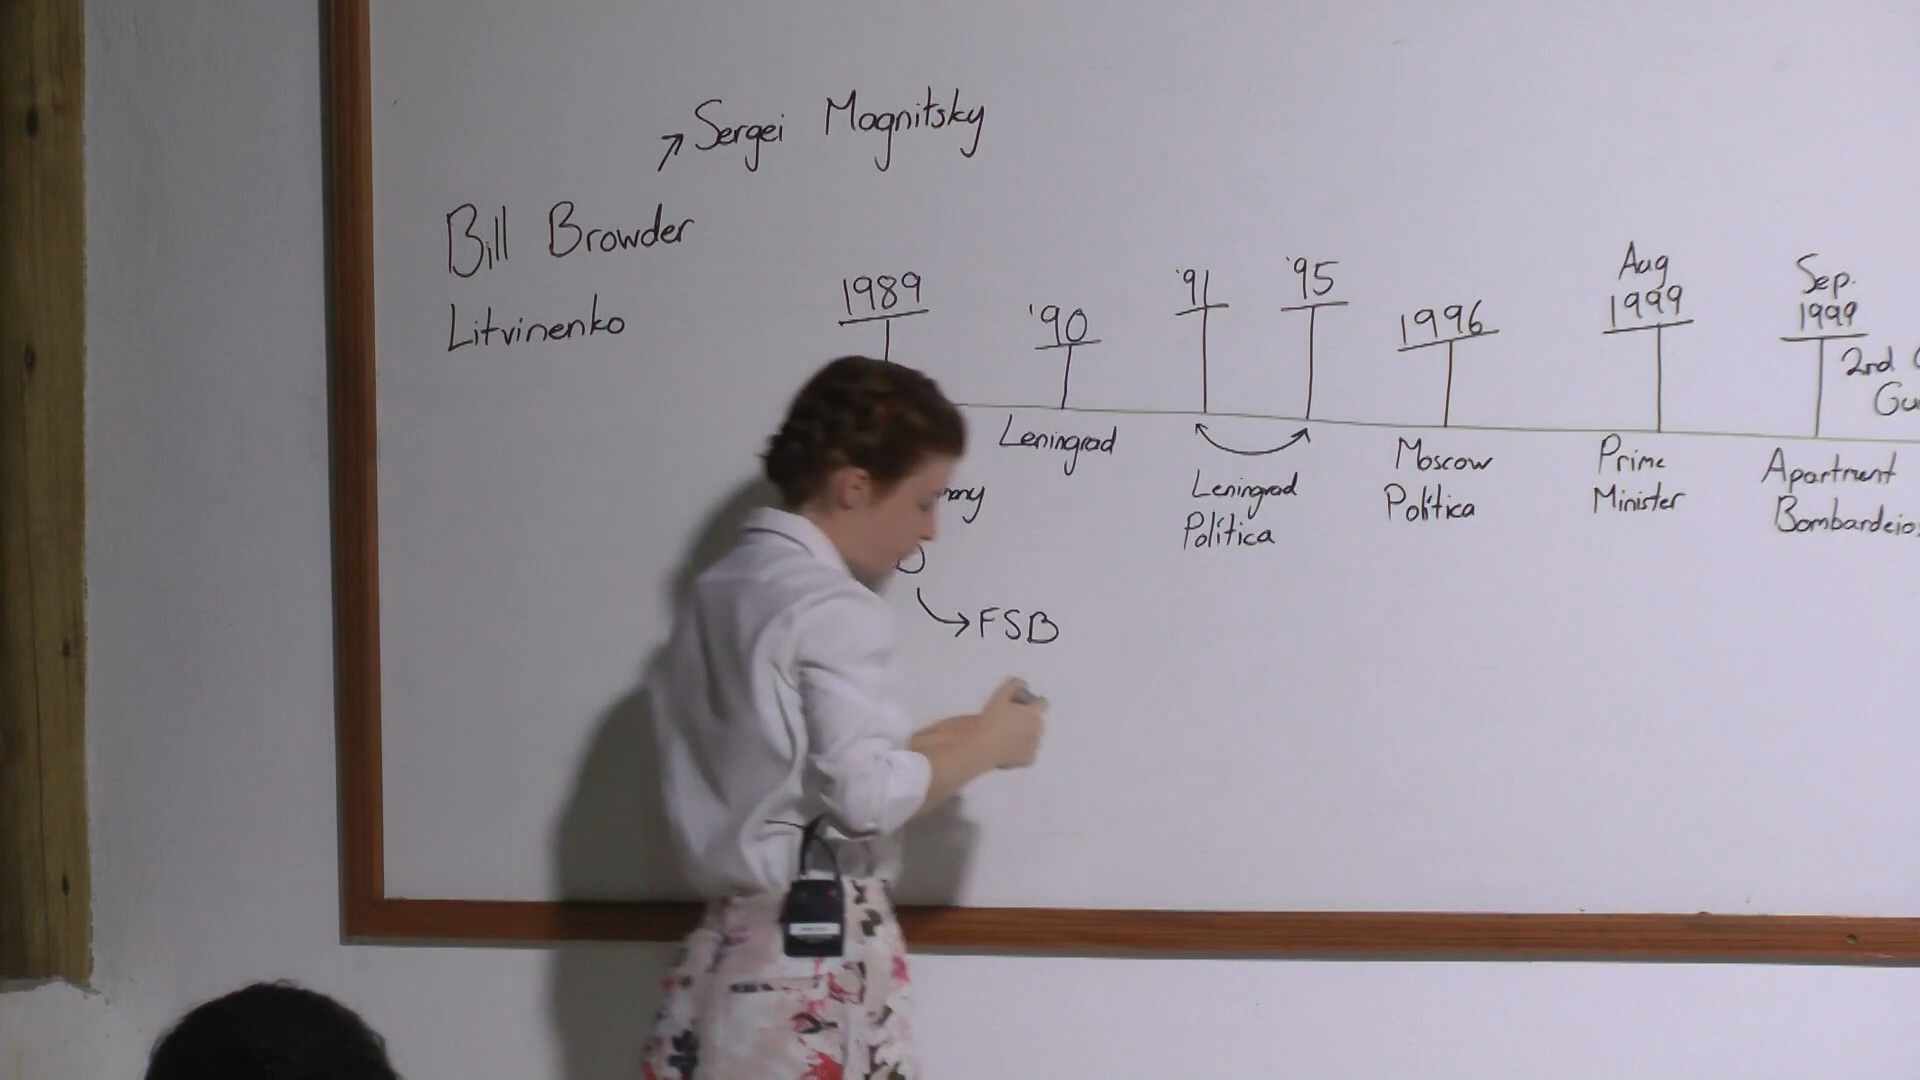 Sergei Magnitsky
Bill Browder
Litvinenko
1989
'90
'91
'95
1996
Aug
1999
Sep.
1999
2nd
Leningrad
Leningrad
Política
Moscow
Política
Prime
Minister
Apartment
Bombardeios
FSB